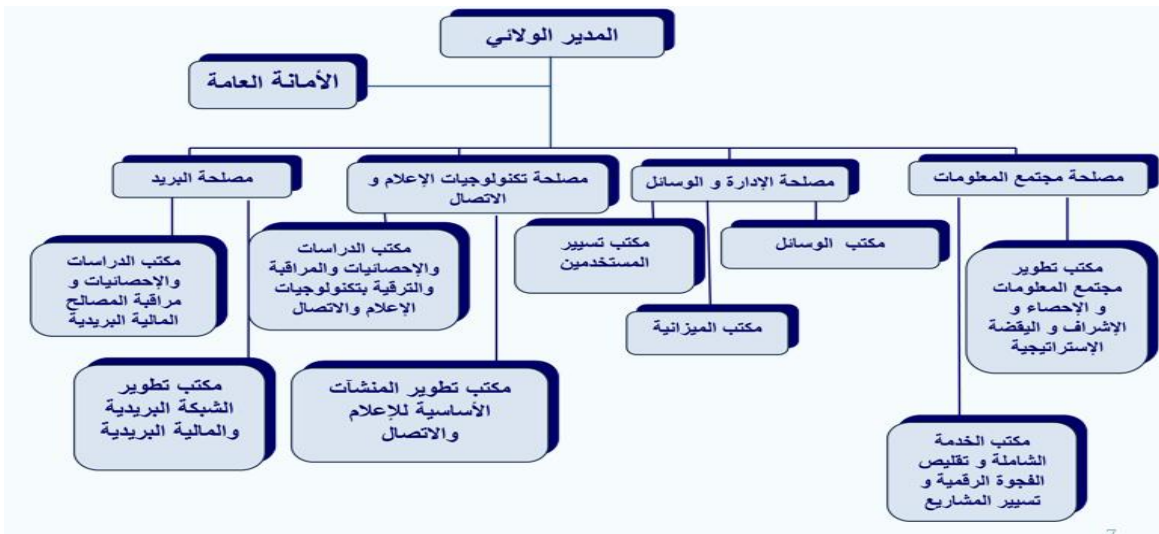 المدير الولائي
الأمانة العامة
مصلحة مجتمع المعلومات
مصلحة الإدارة و الوسائل
مصلحة تكنولوجيات الإعلام و
الاتصال
مصلحة البريد
مكتب تطوير
مجتمع المعلومات
و الإحصاء و
الإشراف و اليقضة
الإستراتيجية
مكتب الخدمة
الشاملة و تقليص
الفجوة الرقمية و
تسيير المشاريع
مكتب الوسائل
مكتب الميزانية
مكتب تسيير
المستخدمين
مكتب الدراسات
والإحصائيات والمراقبة
والترقية بتكنولوجيات
الإعلام والاتصال
مكتب تطوير المنشآت
الأساسية للإعلام
والاتصال
مكتب الدراسات
والإحصائيات و
مراقبة المصالح
المالية البريدية
مكتب تطوير
الشبكة البريدية
والمالية البريدية